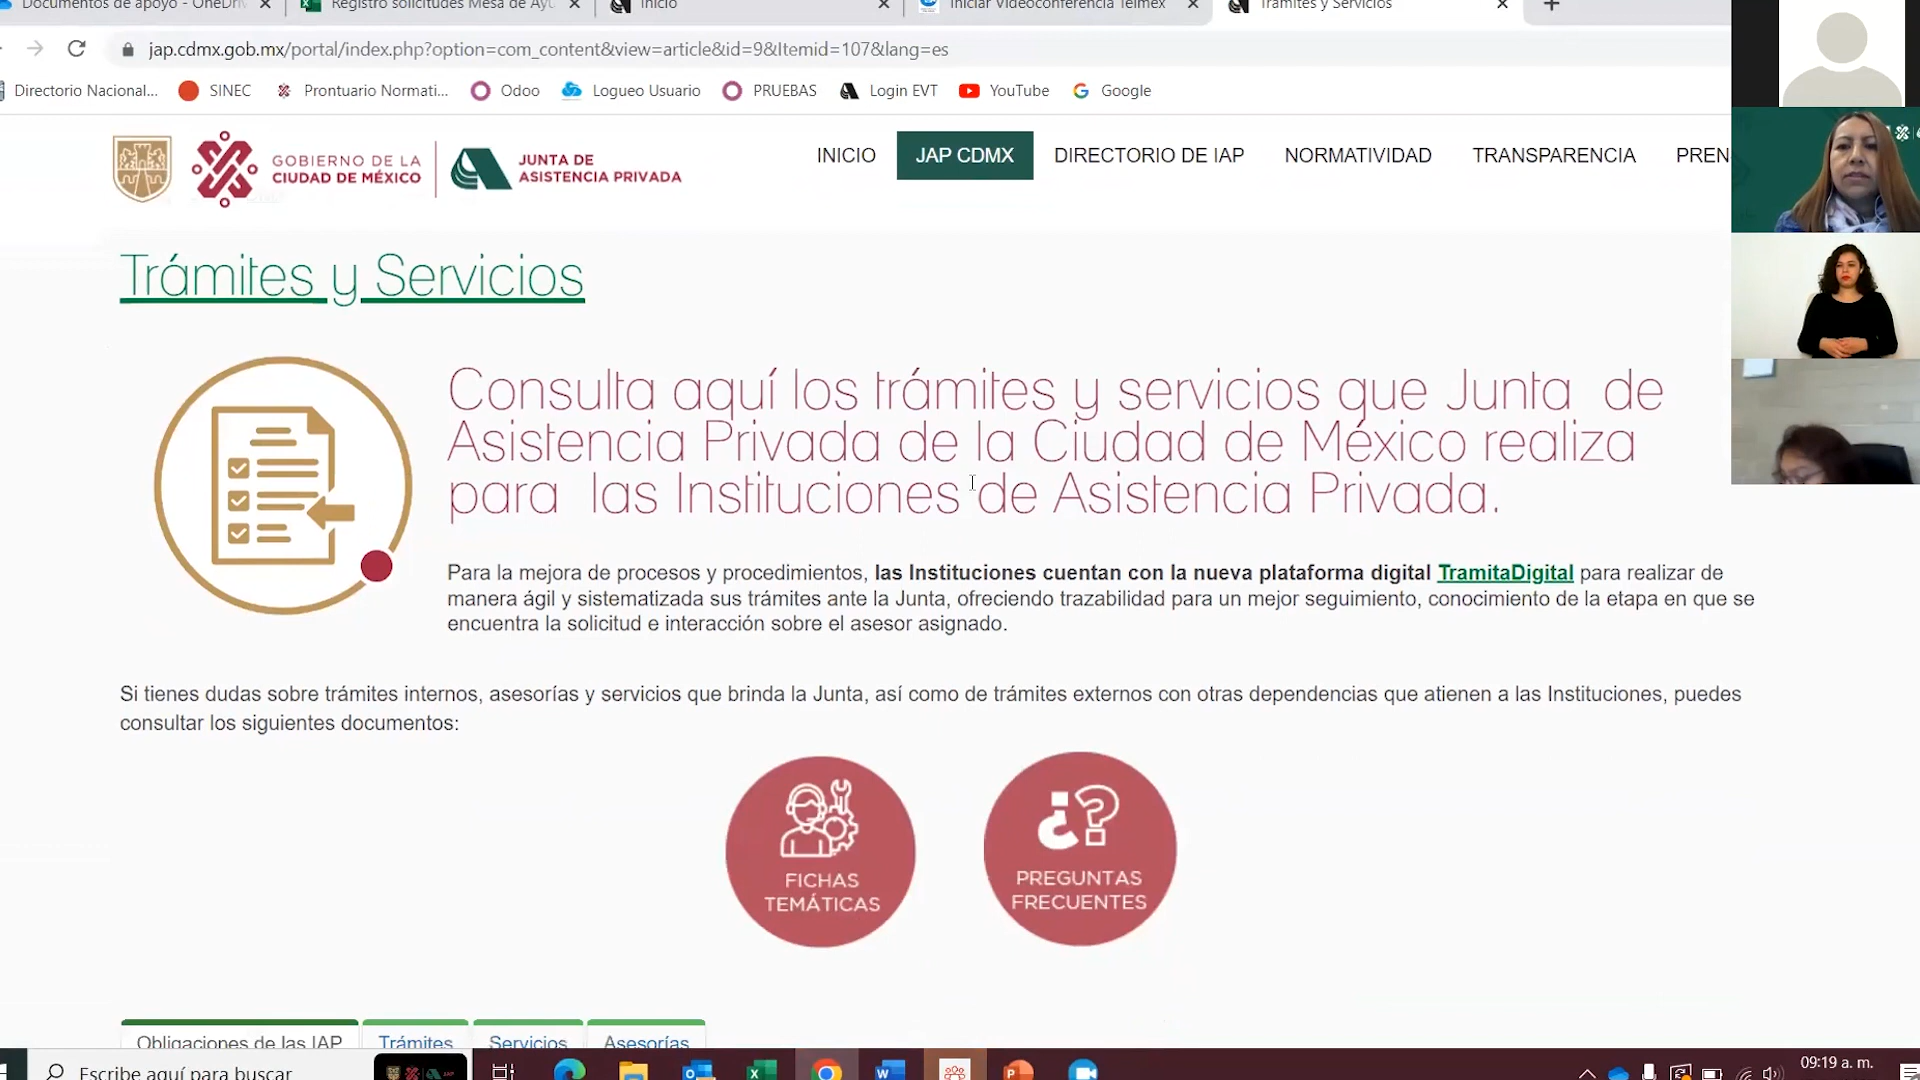 Documentos de apoyo - OneDriv
Registro solicitudes Mesa de Ayu
Inicio
Iniciar Videoconferencia Telmex
Trámites y Servicios
jap.cdmx.gob.mx/portal/index.php?option=com_content&view=article&id=9&Itemid=107&lang=es
Directorio Nacional...
SINEC
Prontuario Normati...
Odoo
Logueo Usuario
PRUEBAS
Login EVT
YouTube
Google
GOBIERNO DE LA
CIUDAD DE MÉXICO
JUNTA DE
ASISTENCIA PRIVADA
INICIO
JAP CDMX
DIRECTORIO DE IAP
NORMATIVIDAD
TRANSPARENCIA
PREN
Trámites y Servicios
Consulta aquí los trámites y servicios que Junta de
Asistencia Privada de la Ciudad de México realiza
para las Instituciones de Asistencia Privada.
Para la mejora de procesos y procedimientos, las Instituciones cuentan con la nueva plataforma digital TramitaDigital para realizar de
manera ágil y sistematizada sus trámites ante la Junta, ofreciendo trazabilidad para un mejor seguimiento, conocimiento de la etapa en que se
encuentra la solicitud e interacción sobre el asesor asignado.
Si tienes dudas sobre trámites internos, asesorías y servicios que brinda la Junta, así como de trámites externos con otras dependencias que atienen a las Instituciones, puedes
consultar los siguientes documentos:
FICHAS
TEMÁTICAS
PREGUNTAS
FRECUENTES
Obligaciones de las IAP
Trámites
Servicios
Asesorías
Escribe aquí para buscar
09:19 a. m.